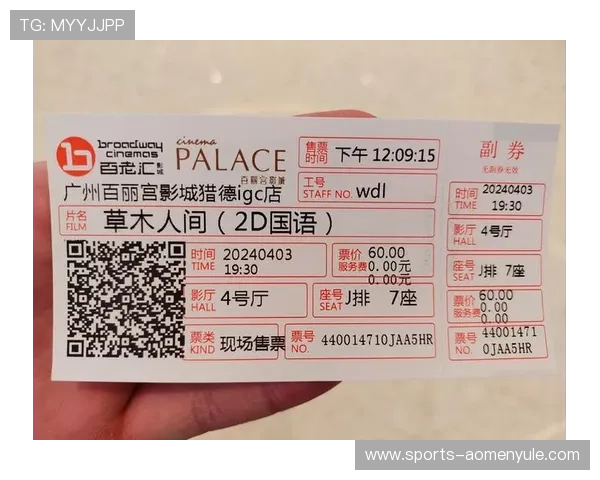 TG: MYYJJPP
broadway cinemas
百老汇影城
cinema
PALACE
百丽宫影城
售票时间 下午 12:09:15
副券
无副券无效
广州百丽宫影城猎德igc店
工号 STAFF NO. wdl
片名 FILM 草木人间（2D国语）
时间 TIME 20240403 19:30
票价 60.00
服务费 0.00元
0.00元
影厅 HALL 4号厅
座号 SEAT J排 7座
票类 KIND 现场售票
票号 NO. 440014710JAA5HR
20240403
19:30
影厅 HALL 4号厅
座号 SEAT J排 7座
票价 60.00
服务费 0.00
0.00
票号 NO. 44001471
0JAA5HR
www.sports-aomenyule.com